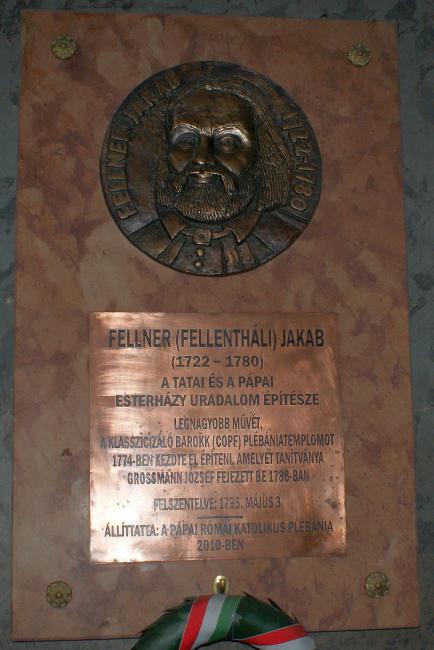 FELLNER JAKAB 1722-1780
FELLNER (FELLENTHÁLI) JAKAB
(1722 – 1780)
A TATAI ÉS A PÁPAI
ESTERHÁZY URADALOM ÉPÍTÉSZE
LEGNAGYOBB MŰVÉT,
A KLASSZICIZÁLÓ BAROKK (COPF) PLÉBÁNIATEMPLOMOT
1774-BEN KEZDTE EL ÉPÍTENI, AMELYET TANÍTVÁNYA
GROSSMANN JÓZSEF FEJEZETT BE 1786-BAN
FELSZENTELVE: 1795. MÁJUS 3.
ÁLLÍTTATTA: A PÁPAI RÓMAI KATOLIKUS PLÉBÁNIA
2010-BEN